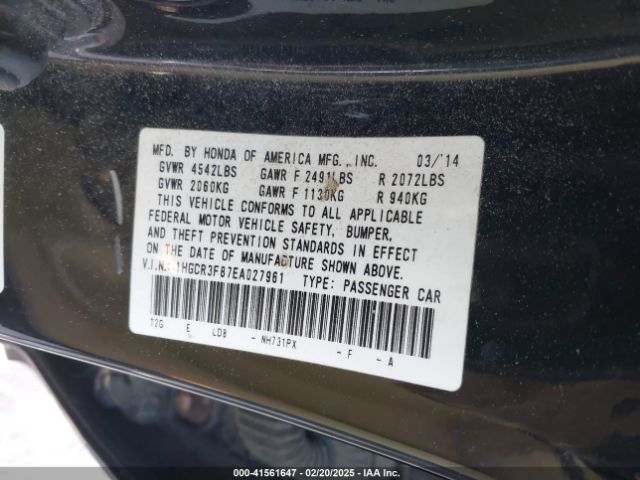 MFD. BY HONDA OF AMERICA MFG., INC. 03/'14
GVWR 4542LBS GAWR F 2491LBS R 2072LBS
GVWR 2060KG GAWR F 1130KG R 940KG
THIS VEHICLE CONFORMS TO ALL APPLICABLE
FEDERAL MOTOR VEHICLE SAFETY, BUMPER,
AND THEFT PREVENTION STANDARDS IN EFFECT
ON THE DATE OF MANUFACTURE SHOWN ABOVE.
V.I.N.: 1HGCR3F87EA027961 TYPE: PASSENGER CAR
T2G E LD8 - NH731PX - F - A
000-41561647 - 02/20/2025 - IAA Inc.